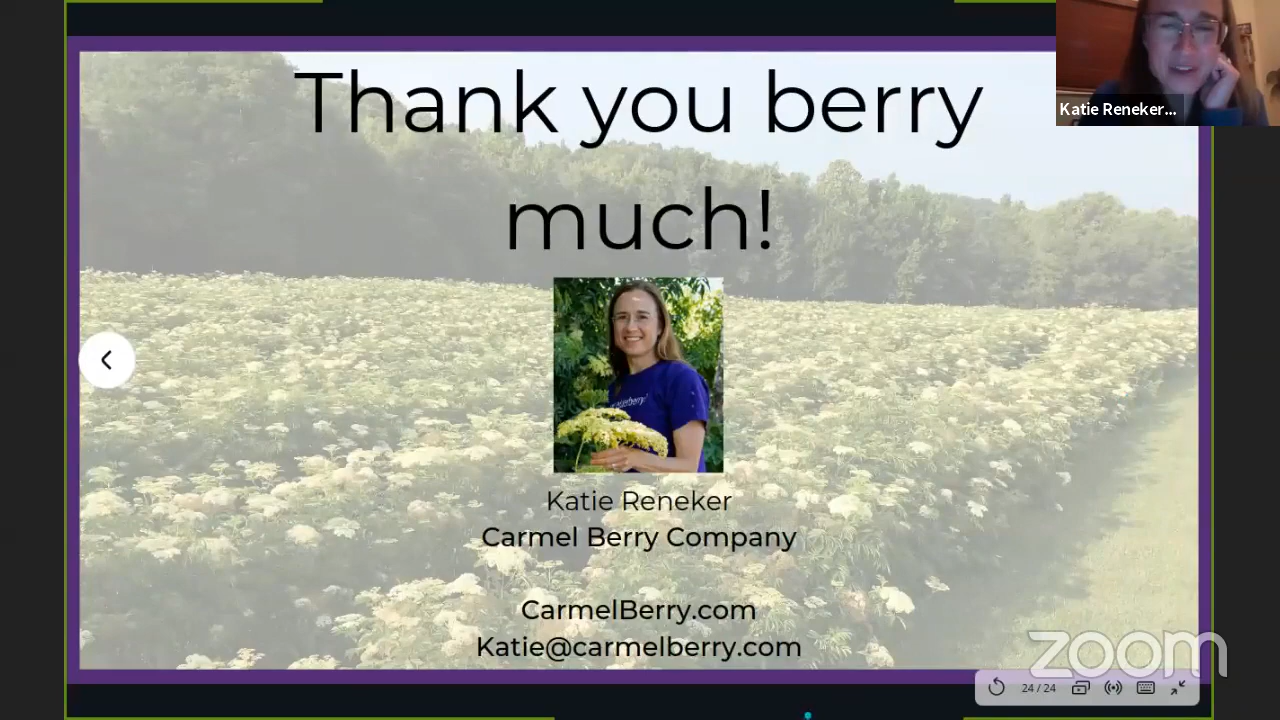 Thank you berry
much!
Katie Reneker...
Katie Reneker
Carmel Berry Company
CarmelBerry.com
Katie@carmelberry.com
zoom
24 / 24